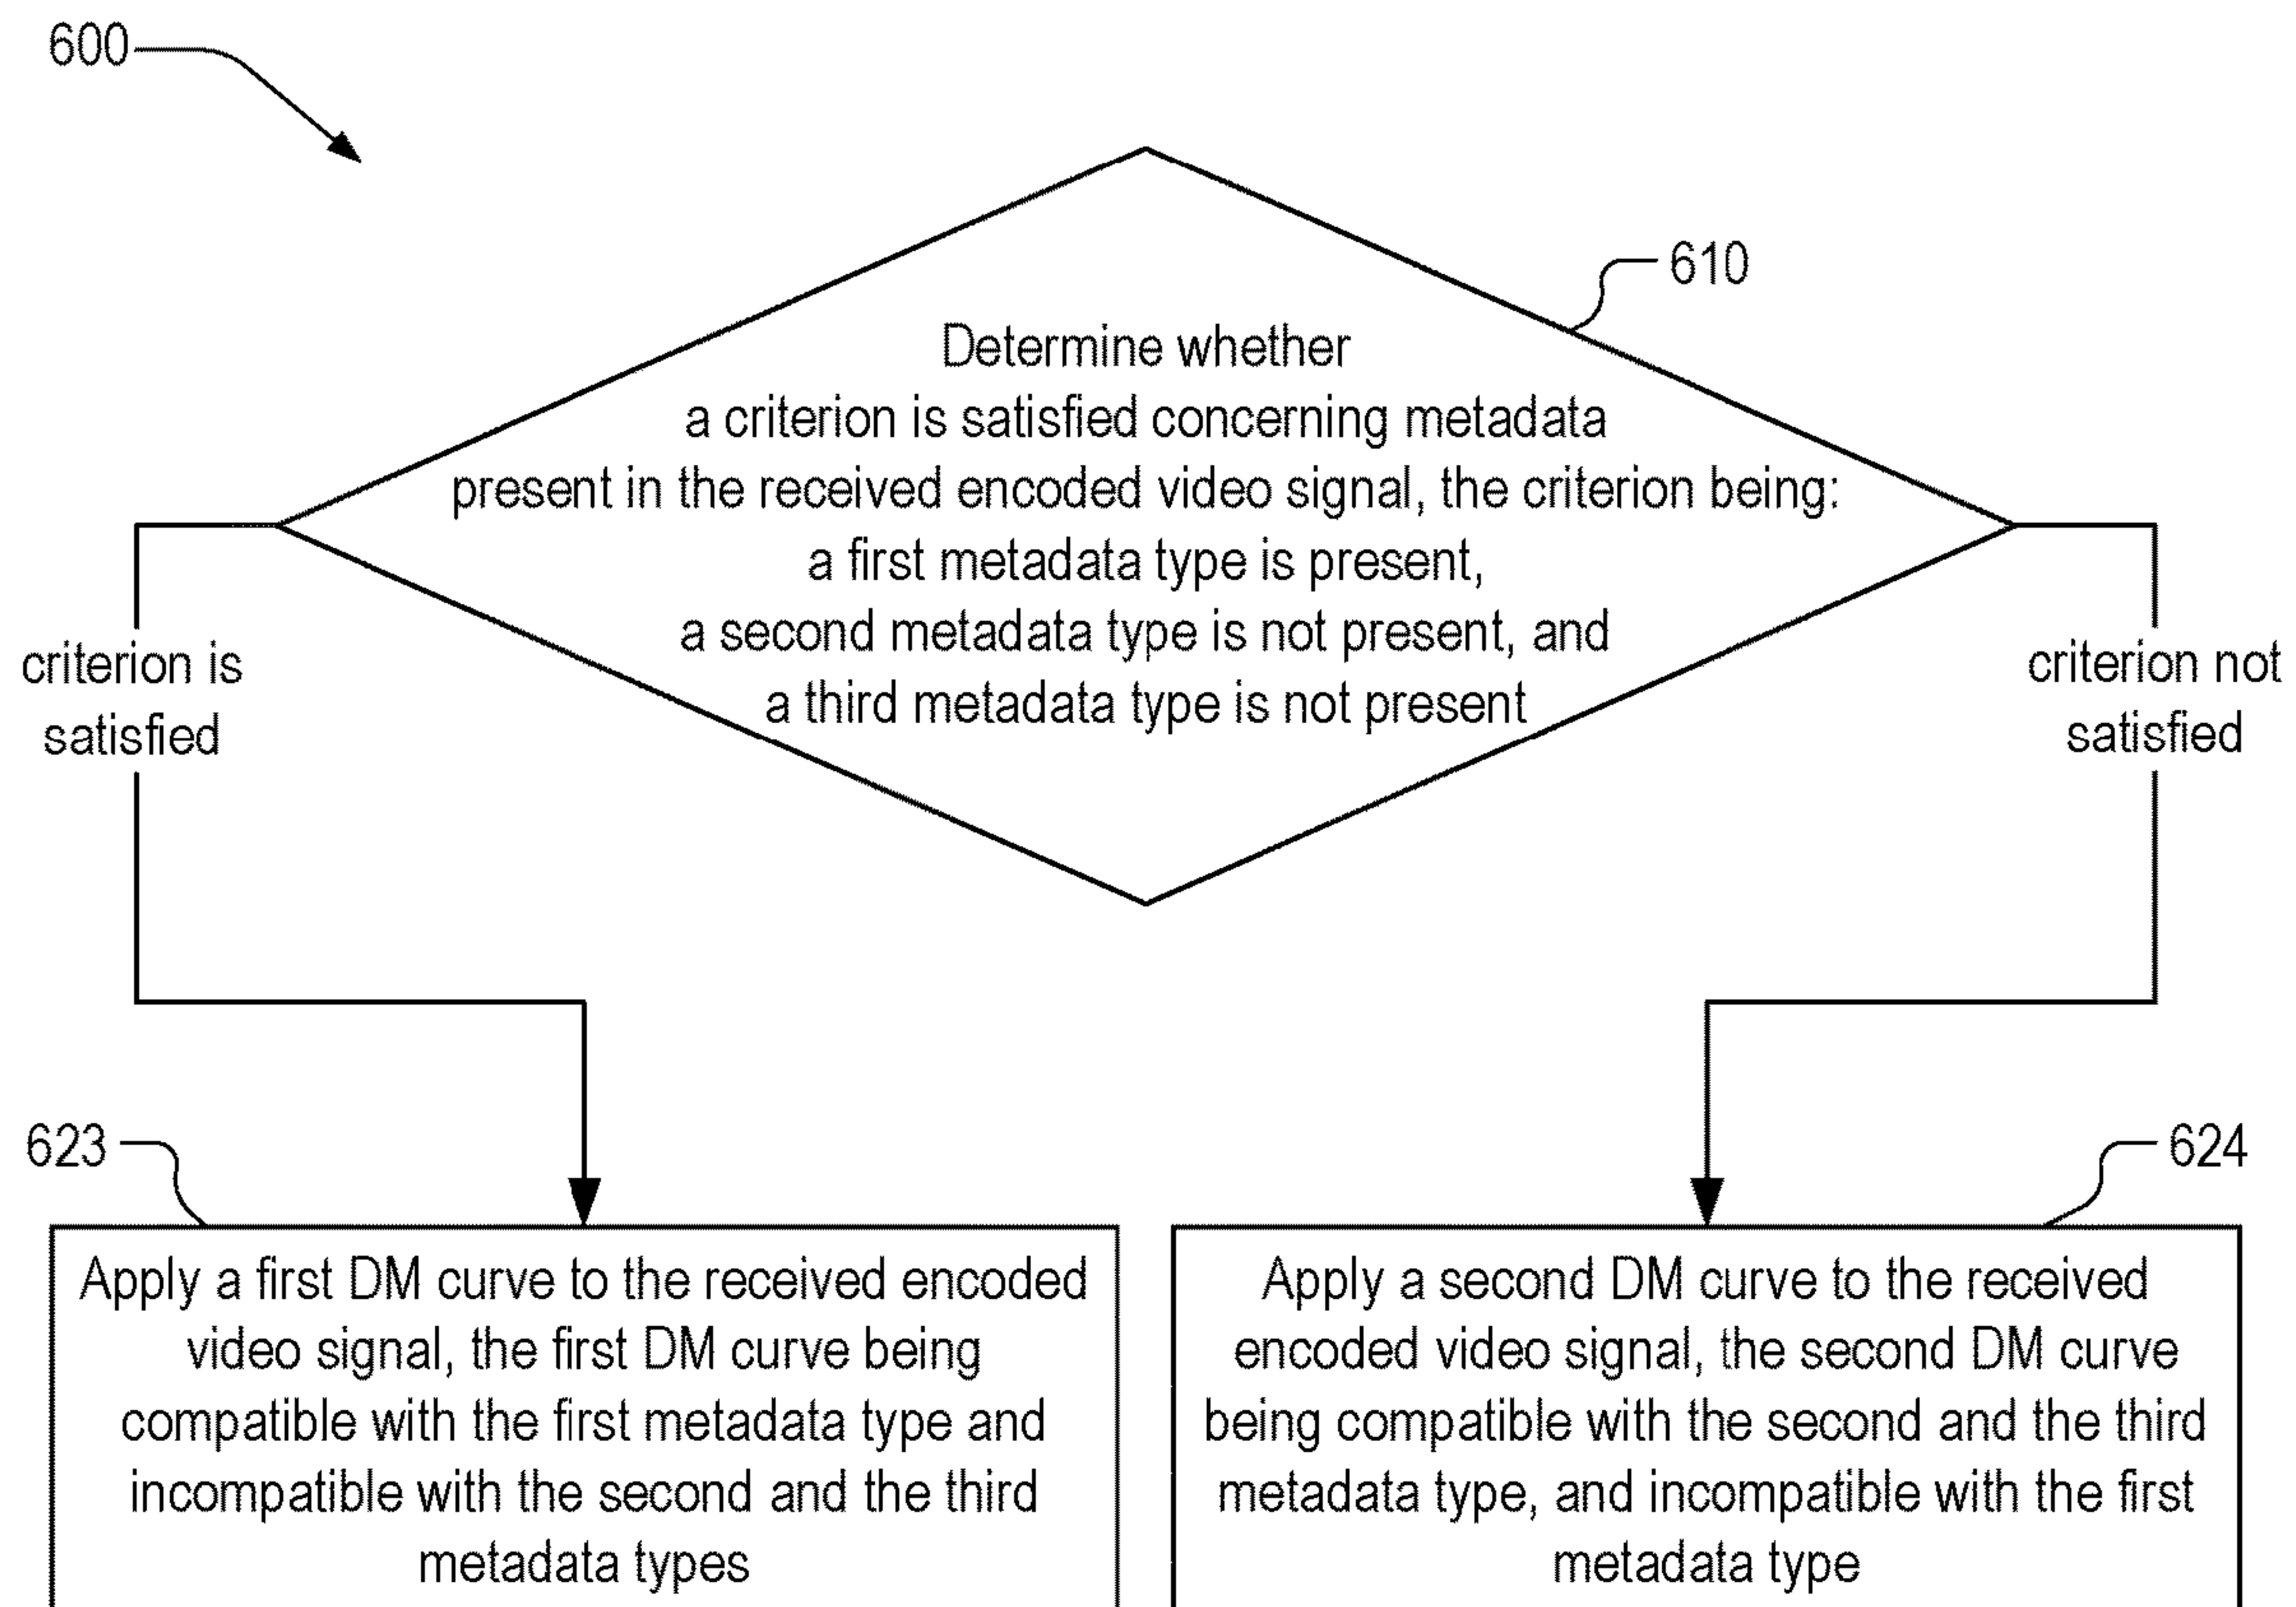 600
610
Determine whether
a criterion is satisfied concerning metadata
present in the received encoded video signal, the criterion being:
a first metadata type is present,
a second metadata type is not present, and
a third metadata type is not present
criterion is
satisfied
criterion not
satisfied
623
Apply a first DM curve to the received encoded
video signal, the first DM curve being
compatible with the first metadata type and
incompatible with the second and the third
metadata types
624
Apply a second DM curve to the received
encoded video signal, the second DM curve
being compatible with the second and the third
metadata type, and incompatible with the first
metadata type